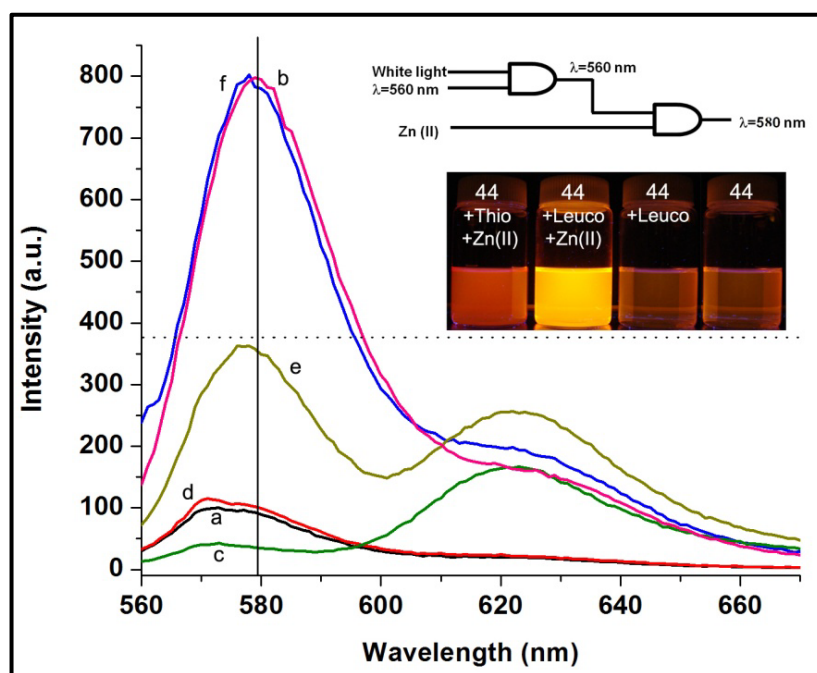 800
700
600
500
400
300
200
100
0
560
580
600
620
640
660
Intensity (a.u.)
Wavelength (nm)
f
b
e
d
a
c
White light
λ=560 nm
λ=560 nm
Zn (II)
λ=580 nm
44
+Thio
+Zn(II)
44
+Leuco
+Zn(II)
44
+Leuco
44